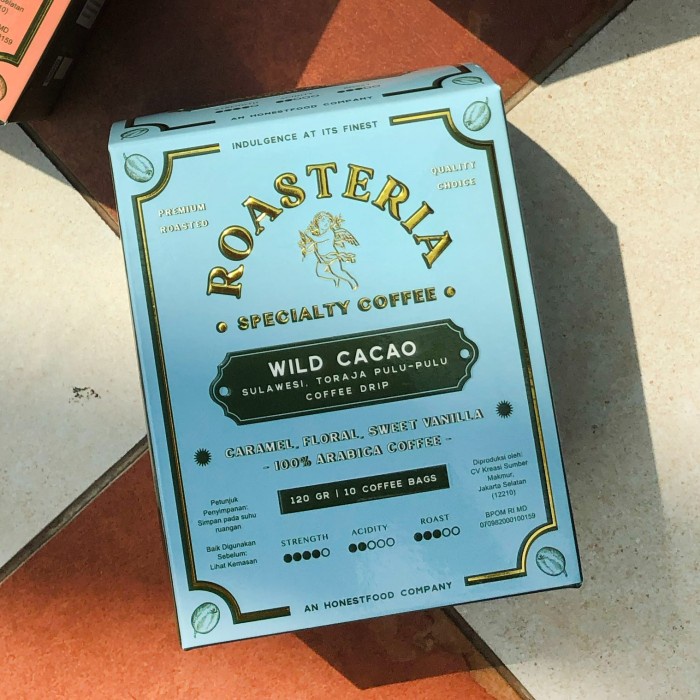 AN HONESTFOOD COMPANY
INDULGENCE AT ITS FINEST
PREMIUM
ROASTED
QUALITY
CHOICE
ROASTERIA
• SPECIALTY COFFEE •
WILD CACAO
SULAWESI, TORAJA PULU-PULU
COFFEE DRIP
CARAMEL, FLORAL, SWEET VANILLA
- 100% ARABICA COFFEE -
120 GR | 10 COFFEE BAGS
Petunjuk
Penyimpanan:
Simpan pada suhu
ruangan
Baik Digunakan
Sebelum:
Lihat Kemasan
STRENGTH
ACIDITY
ROAST
Diproduksi oleh:
CV Kreasi Sumber
Makmur,
Jakarta Selatan
(12210)
BPOM RI MD
AN HONESTFOOD COMPANY